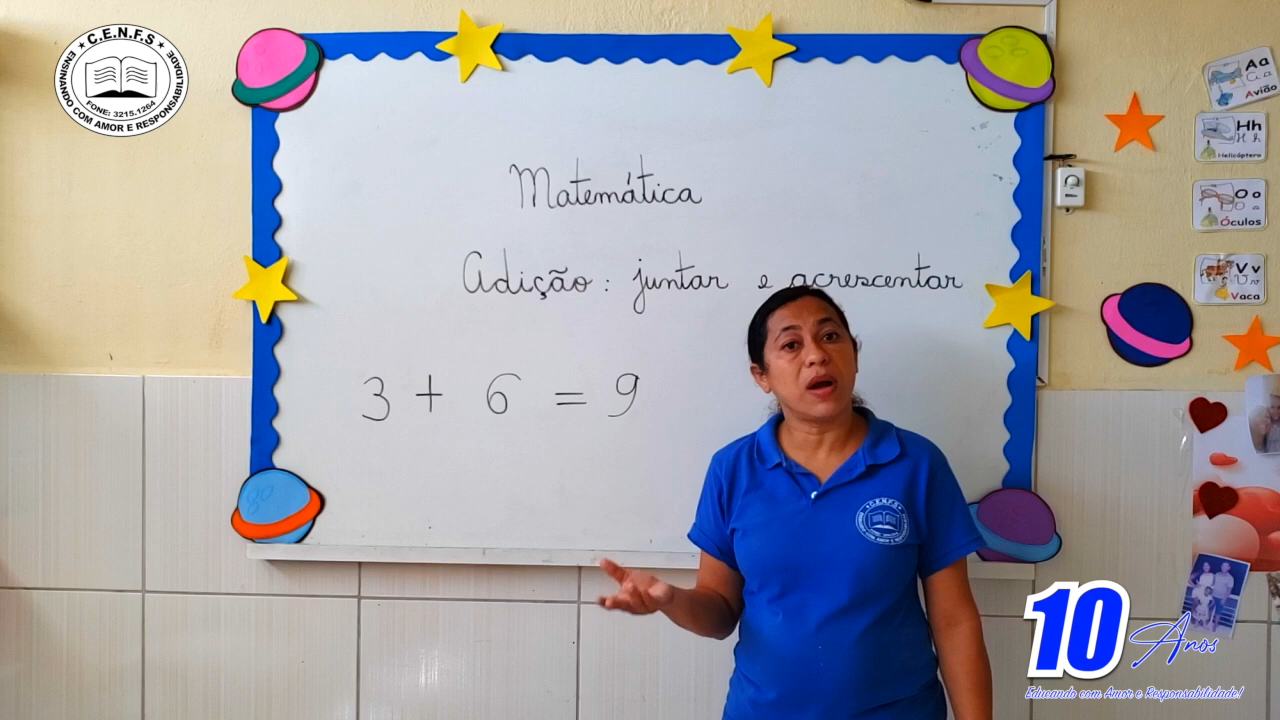 C.E.N.F.S
ENSINANDO COM AMOR E RESPONSABILIDADE
FONE: 3215.1264
Matemática
Adição: juntar e acrescentar
3 + 6 = 9
Aa
Avião
Hh
Helicóptero
Oo
Óculos
Vv
Vaca
C.E.N.F.S
10 Anos
Educando com Amor e Responsabilidade!